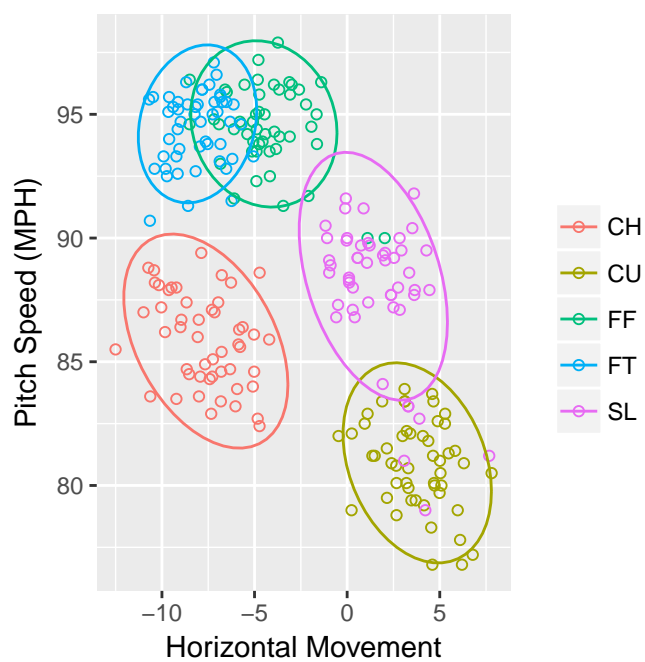 95
90
85
80
−10 −5 0 5
Horizontal Movement
Pitch Speed (MPH)
CH
CU
FF
FT
SL